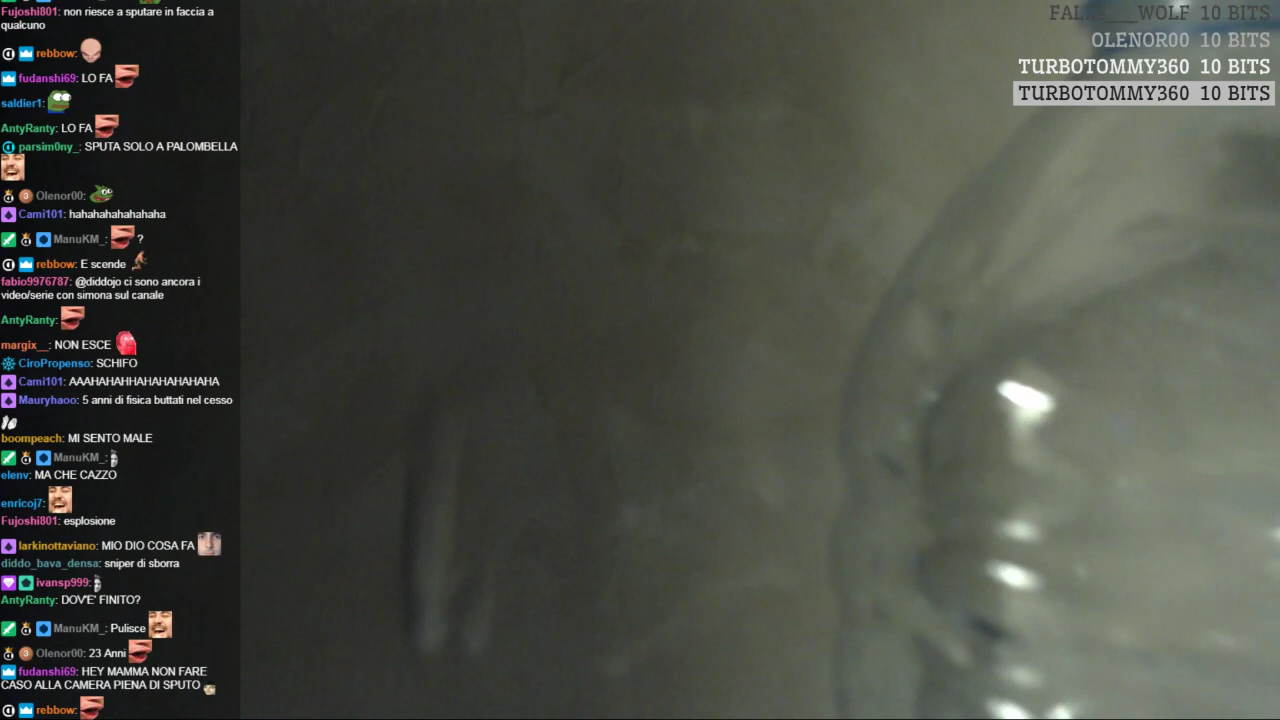 Fujoshi801: non riesce a sputare in faccia a
qualcuno
rebbow:
fudanshi69: LO FA
saldier1:
AntyRanty: LO FA
parsim0ny_: SPUTA SOLO A PALOMBELLA
3 Olenor00:
Cami101: hahahahahahahaha
ManuKM_: ?
rebbow: E scende
fabio9976787: @diddojo ci sono ancora i
video/serie con simona sul canale
AntyRanty:
margix__: NON ESCE
CiroPropenso: SCHIFO
Cami101: AAAHAHAHHAHAHAHAHAHA
Mauryhaoo: 5 anni di fisica buttati nel cesso
boompeach: MI SENTO MALE
ManuKM_:
elenv: MA CHE CAZZO
enricoj7:
Fujoshi801: esplosione
larkinottaviano: MIO DIO COSA FA
diddo_bava_densa: sniper di sborra
ivansp999:
AntyRanty: DOV'E' FINITO?
ManuKM_: Pulisce
3 Olenor00: 23 Anni
fudanshi69: HEY MAMMA NON FARE
CASO ALLA CAMERA PIENA DI SPUTO
rebbow:
WOLF 10 BITS
OLENOR00 10 BITS
TURBOTOMMY360 10 BITS
TURBOTOMMY360 10 BITS